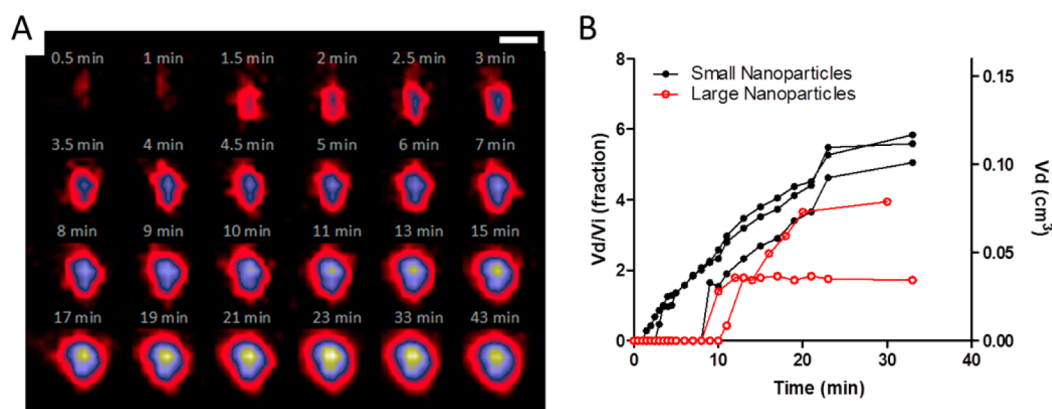 A
0.5 min 1 min 1.5 min 2 min 2.5 min 3 min
3.5 min 4 min 4.5 min 5 min 6 min 7 min
8 min 9 min 10 min 11 min 13 min 15 min
17 min 19 min 21 min 23 min 33 min 43 min
B
Small Nanoparticles
Large Nanoparticles
Vd/Vi (fraction)
8
6
4
2
0
0.15
0.10
0.05
0.00
Vd (cm³)
0 10 20 30 40
Time (min)